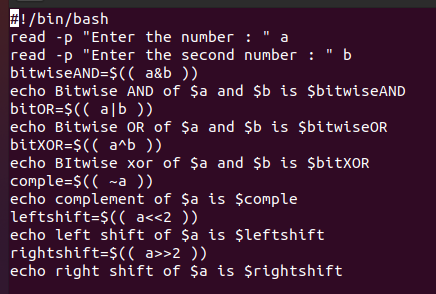 #!/bin/bash
read -p "Enter the number : " a
read -p "Enter the second number : " b
bitwiseAND=$(( a&b ))
echo Bitwise AND of $a and $b is $bitwiseAND
bitOR=$(( a|b ))
echo Bitwise OR of $a and $b is $bitwiseOR
bitXOR=$(( a^b ))
echo BItwise xor of $a and $b is $bitXOR
comple=$(( ~a ))
echo complement of $a is $comple
leftshift=$(( a<<2 ))
echo left shift of $a is $leftshift
rightshift=$(( a>>2 ))
echo right shift of $a is $rightshift